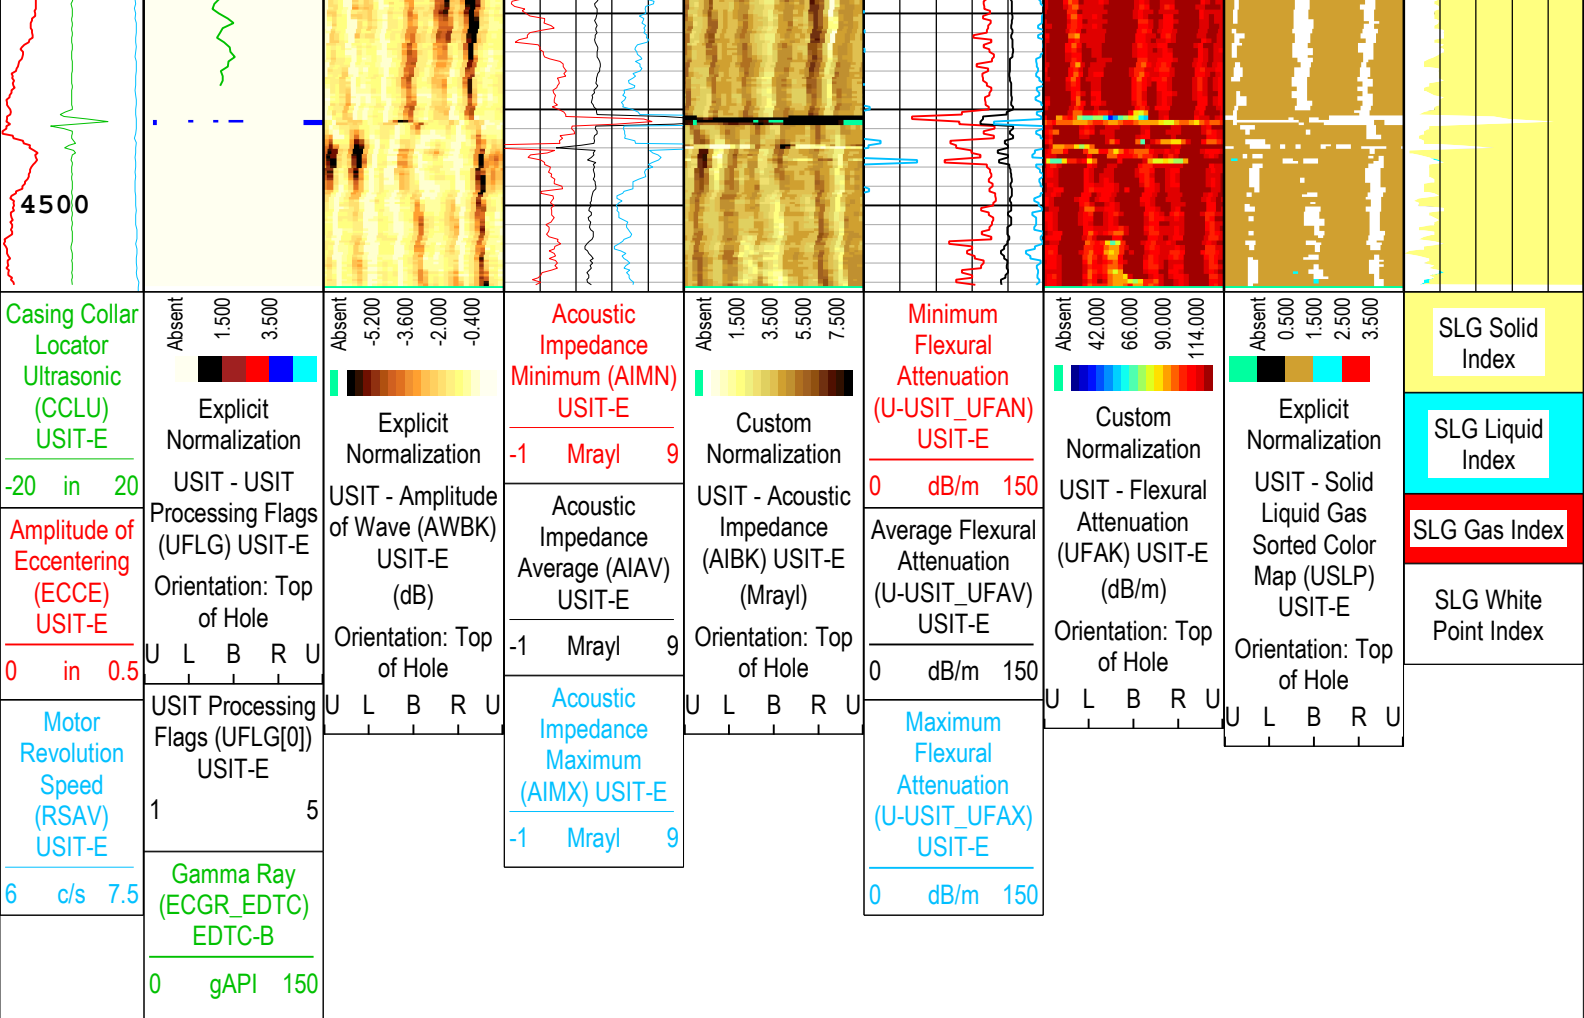 4500
Casing Collar
Locator
Ultrasonic
(CCLU)
USIT-E
-20 in 20
Amplitude of
Eccentering
(ECCE)
USIT-E
0 in 0.5
Motor
Revolution
Speed
(RSAV)
USIT-E
6 c/s 7.5
Absent 1.500 3.500
Explicit
Normalization
USIT - USIT
Processing Flags
(UFLG) USIT-E
Orientation: Top
of Hole
U L B R U
USIT Processing
Flags (UFLG[0])
USIT-E
1 5
Gamma Ray
(ECGR_EDTC)
EDTC-B
0 gAPI 150
Absent -5.200 -3.600 -2.000 -0.400
Explicit
Normalization
USIT - Amplitude
of Wave (AWBK)
USIT-E
(dB)
Orientation: Top
of Hole
U L B R U
Acoustic
Impedance
Minimum (AIMN)
USIT-E
-1 Mrayl 9
Acoustic
Impedance
Average (AIAV)
USIT-E
-1 Mrayl 9
Acoustic
Impedance
Maximum
(AIMX) USIT-E
-1 Mrayl 9
Absent 1.500 3.500 5.500 7.500
Custom
Normalization
USIT - Acoustic
Impedance
(AIBK) USIT-E
(Mrayl)
Orientation: Top
of Hole
U L B R U
Minimum
Flexural
Attenuation
(U-USIT_UFAN)
USIT-E
0 dB/m 150
Average Flexural
Attenuation
(U-USIT_UFAV)
USIT-E
0 dB/m 150
Maximum
Flexural
Attenuation
(U-USIT_UFAX)
USIT-E
0 dB/m 150
Absent 42.000 66.000 90.000 114.000
Custom
Normalization
USIT - Flexural
Attenuation
(UFAK) USIT-E
(dB/m)
Orientation: Top
of Hole
U L B R U
Absent 0.500 1.500 2.500 3.500
Explicit
Normalization
USIT - Solid
Liquid Gas
Sorted Color
Map (USLP)
USIT-E
Orientation: Top
of Hole
U L B R U
SLG Solid
Index
SLG Liquid
Index
SLG Gas Index
SLG White
Point Index